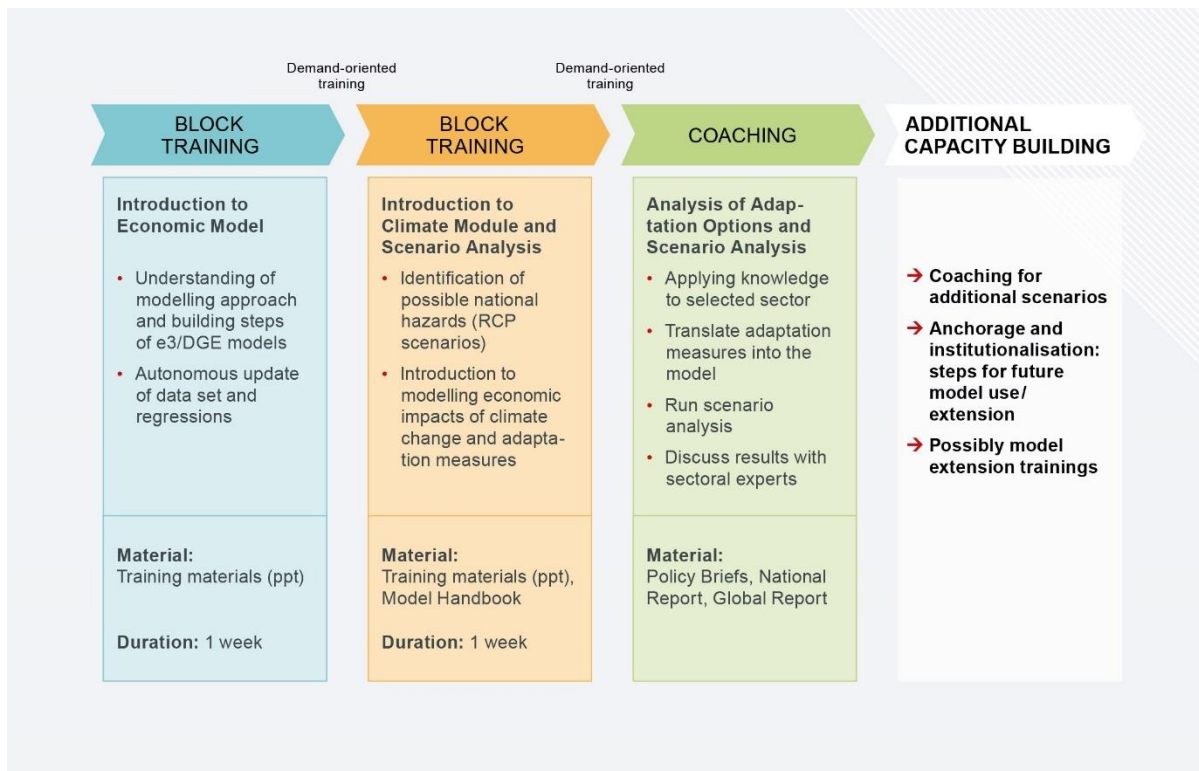 Demand-oriented
training
Demand-oriented
training
BLOCK
TRAINING
BLOCK
TRAINING
COACHING
ADDITIONAL
CAPACITY BUILDING
Introduction to
Economic Model
• Understanding of
modelling approach
and building steps
of e3/DGE models
• Autonomous update
of data set and
regressions
Material:
Training materials (ppt)
Duration: 1 week
Introduction to
Climate Module and
Scenario Analysis
• Identification of
possible national
hazards (RCP
scenarios)
• Introduction to
modelling economic
impacts of climate
change and adapta-
tion measures
Material:
Training materials (ppt),
Model Handbook
Duration: 1 week
Analysis of Adap-
tation Options and
Scenario Analysis
• Applying knowledge
to selected sector
• Translate adaptation
measures into the
model
• Run scenario
analysis
• Discuss results with
sectoral experts
Material:
Policy Briefs, National
Report, Global Report
→ Coaching for
additional scenarios
→ Anchorage and
institutionalisation:
steps for future
model use/
extension
→ Possibly model
extension trainings